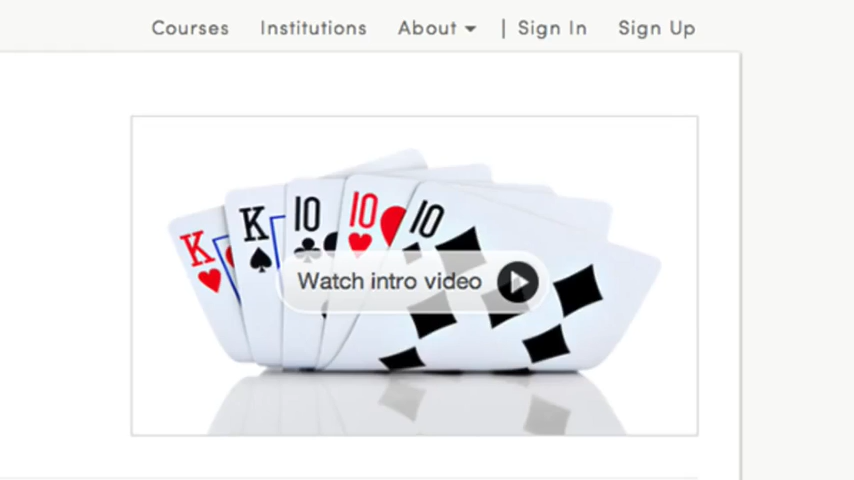 Courses Institutions About | Sign In Sign Up
K K 10 10 10
Watch intro video